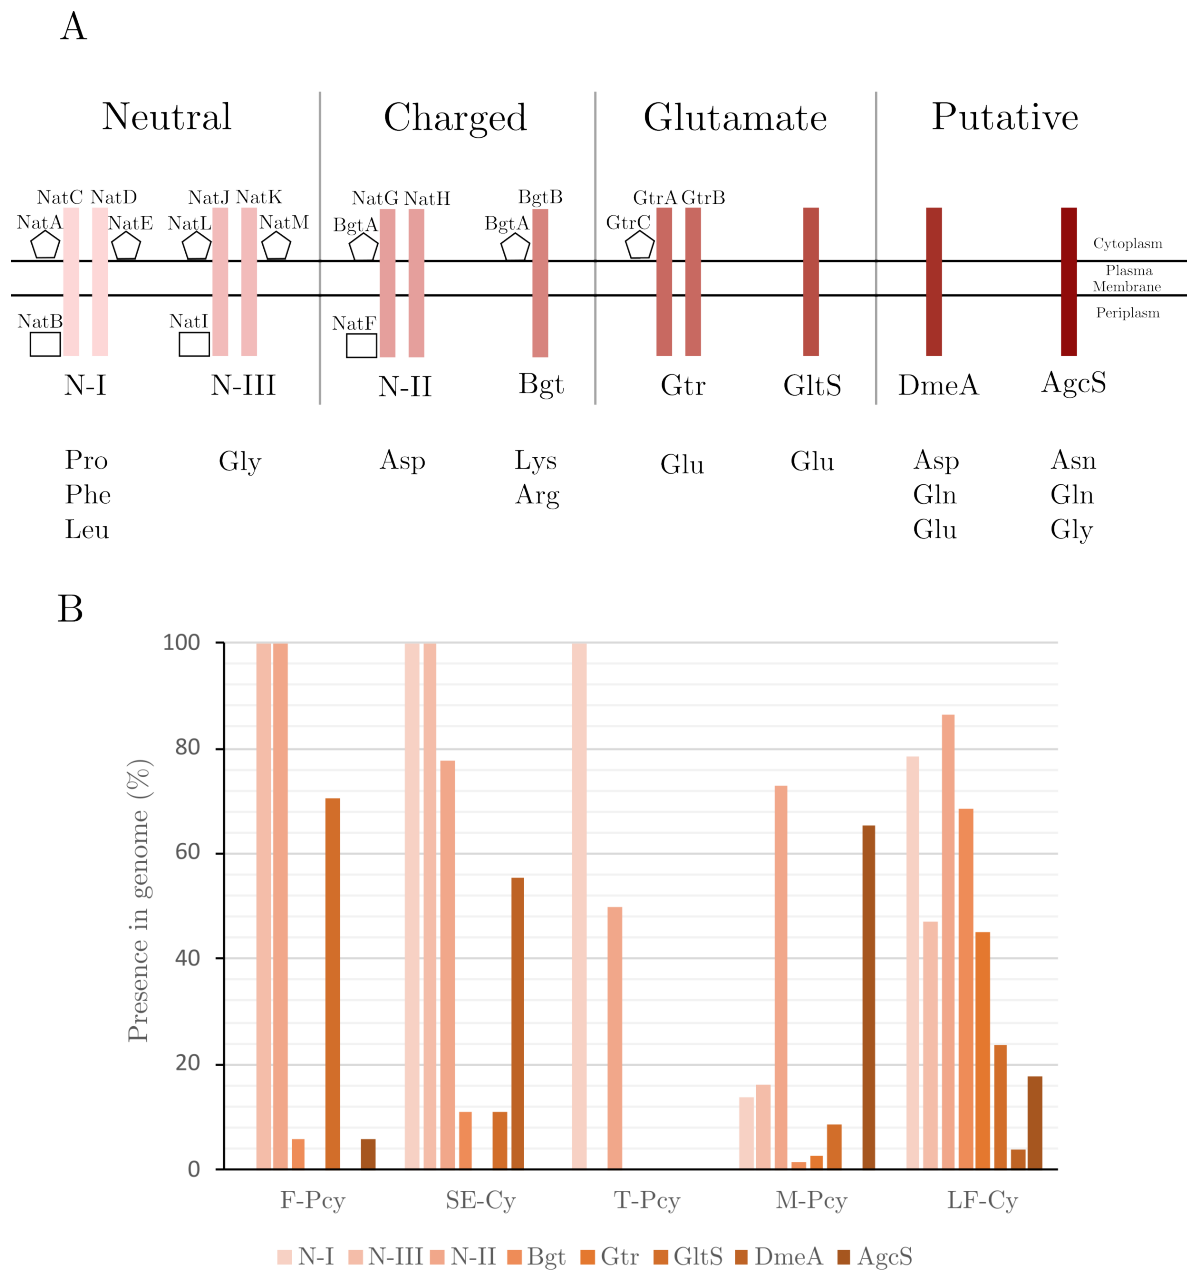 A
Neutral Charged Glutamate Putative
NatC NatD NatJ NatK NatG NatH BgtB GtrA GtrB
NatA NatE NatL NatM BgtA BgtA GtrC
Cytoplasm
Plasma
Membrane
Periplasm
NatB NatI NatF
N-I N-III N-II Bgt Gtr GltS DmeA AgcS
Pro Gly Asp Lys Glu Glu Asp Asn
Phe Arg Gln Gln
Leu Glu Gly
B
Presence in genome (%)
100
80
60
40
20
0
F-Pcy SE-Cy T-Pcy M-Pcy LF-Cy
N-I N-III N-II Bgt Gtr GltS DmeA AgcS